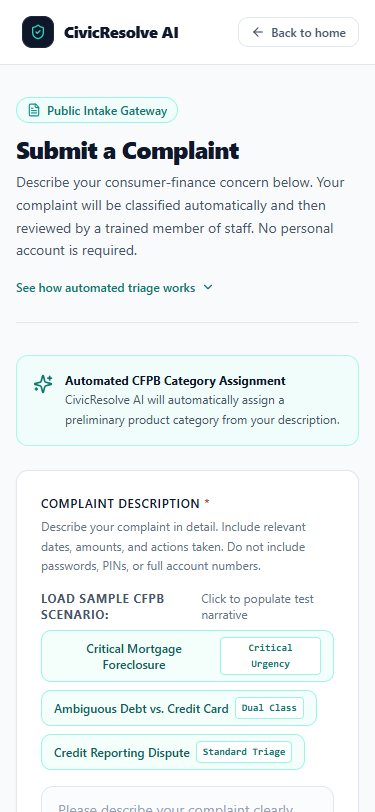 CivicResolve AI
Back to home
Public Intake Gateway
Submit a Complaint
Describe your consumer-finance concern below. Your
complaint will be classified automatically and then
reviewed by a trained member of staff. No personal
account is required.
See how automated triage works
Automated CFPB Category Assignment
CivicResolve AI will automatically assign a
preliminary product category from your description.
COMPLAINT DESCRIPTION *
Describe your complaint in detail. Include relevant
dates, amounts, and actions taken. Do not include
passwords, PINs, or full account numbers.
LOAD SAMPLE CFPB
SCENARIO:
Click to populate test
narrative
Critical Mortgage
Foreclosure
Critical
Urgency
Ambiguous Debt vs. Credit Card
Dual Class
Credit Reporting Dispute
Standard Triage
Please describe your complaint clearly